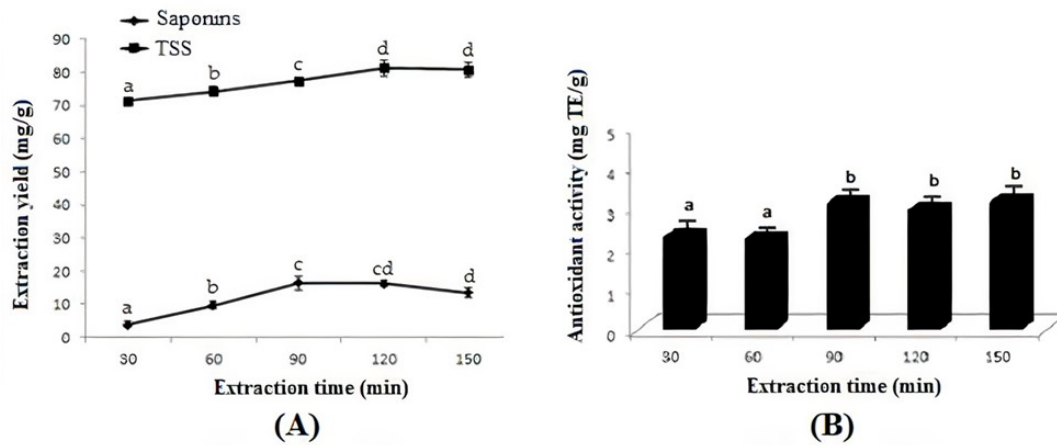 Saponins
TSS
Extraction yield (mg/g)
90
80
70
60
50
40
30
20
10
0
a
b
c
d
d
a
b
c
cd
d
30
60
90
120
150
Extraction time (min)
(A)
Antioxidant activity (mg TE/g)
5
4
3
2
1
0
a
a
b
b
b
30
60
90
120
150
Extraction time (min)
(B)